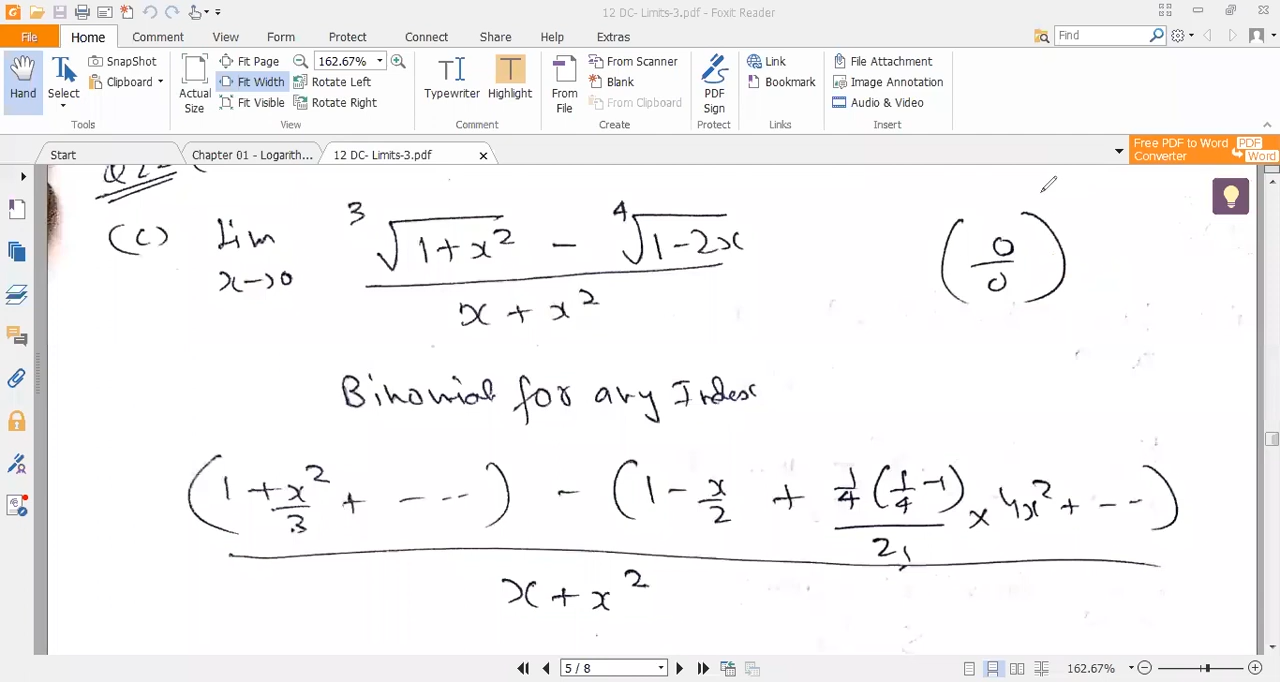 12 DC- Limits-3.pdf - Foxit Reader
File Home Comment View Form Protect Connect Share Help Extras Find
Hand Select SnapShot Clipboard Actual Size Fit Page Fit Width Fit Visible 162.67% Rotate Left Rotate Right Typewriter Highlight From File From Scanner Blank From Clipboard PDF Sign Link Bookmark File Attachment Image Annotation Audio & Video
Tools View Comment Create Protect Links Insert
Start Chapter 01 - Logarith... 12 DC- Limits-3.pdf Free PDF to Word Converter PDF Word
(c) Lim x→0 (∛(1+x²) − ∜(1−2x)) / (x + x²) (0/0)
Binomial for any Index
((1 + x²/3 + ----) − (1 − x/2 + (1/4(1/4−1))/2! × 4x² + ---)) / (x + x²)
5 / 8 162.67%